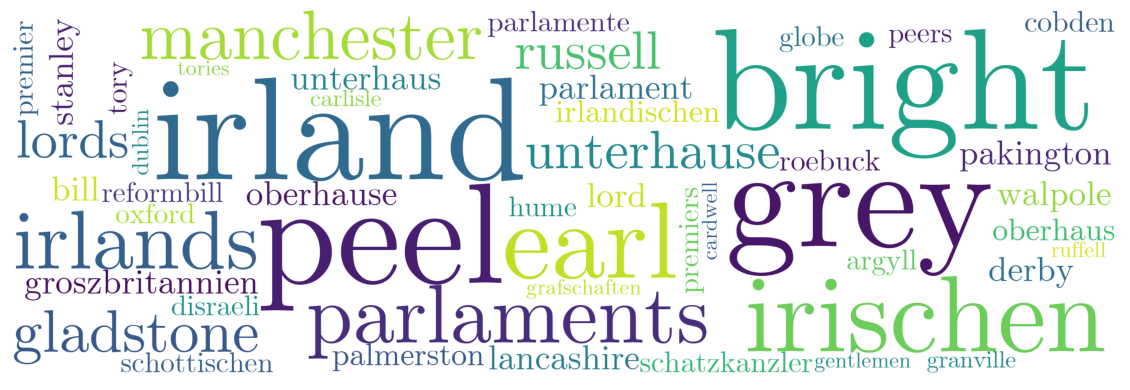 premier
stanley
tory
manchester
tories
parlamente
russell
globe
peers
cobden
bright
unterhaus
carlisle
parlament
irlandischen
lords
dublin
irland
unterhause
roebuck
pakington
bill
reformbill
oberhause
oxford
peel
hume
lord
earl
premiers
cardwell
grey
walpole
oberhaus
ruffell
irlands
groszbritannien
disraeli
grafschaften
argyll
derby
gladstone
parlaments
irischen
schottischen
palmerston
lancashire
schatzkanzler
gentlemen
granville